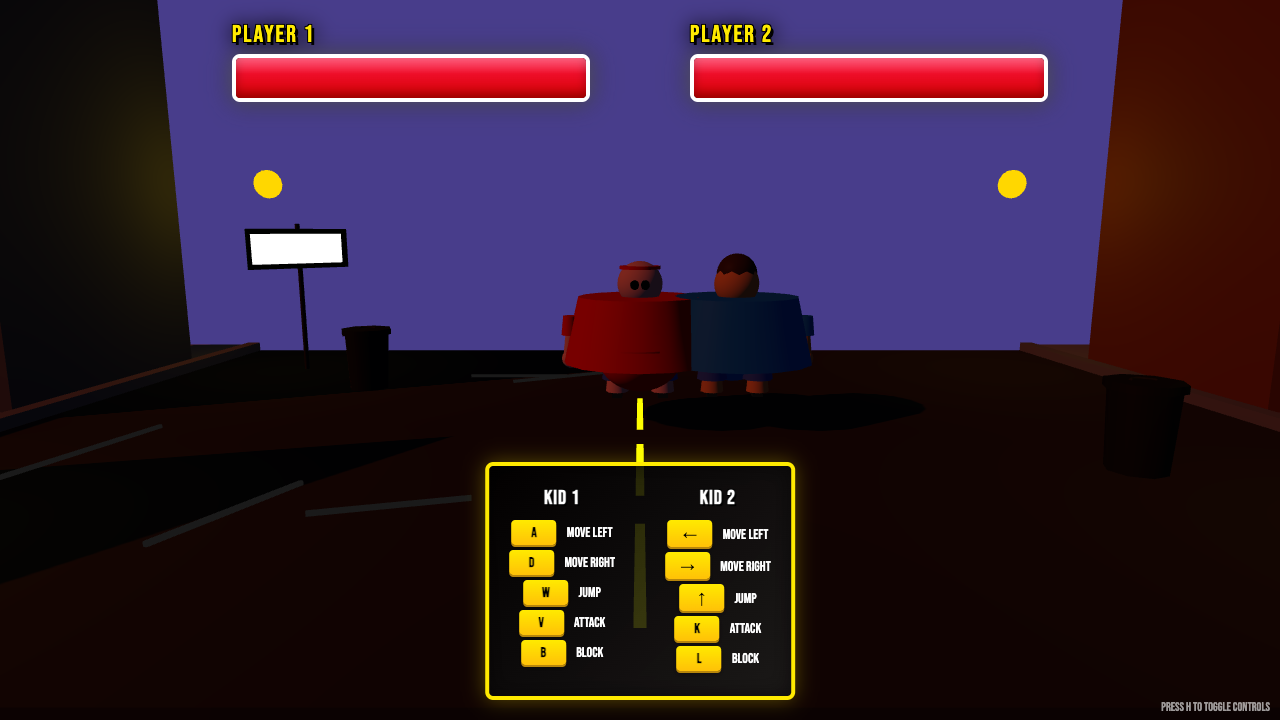 PLAYER 1
PLAYER 2
KID 1
A MOVE LEFT
D MOVE RIGHT
W JUMP
V ATTACK
B BLOCK
KID 2
← MOVE LEFT
→ MOVE RIGHT
↑ JUMP
K ATTACK
L BLOCK
PRESS H TO TOGGLE CONTROLS